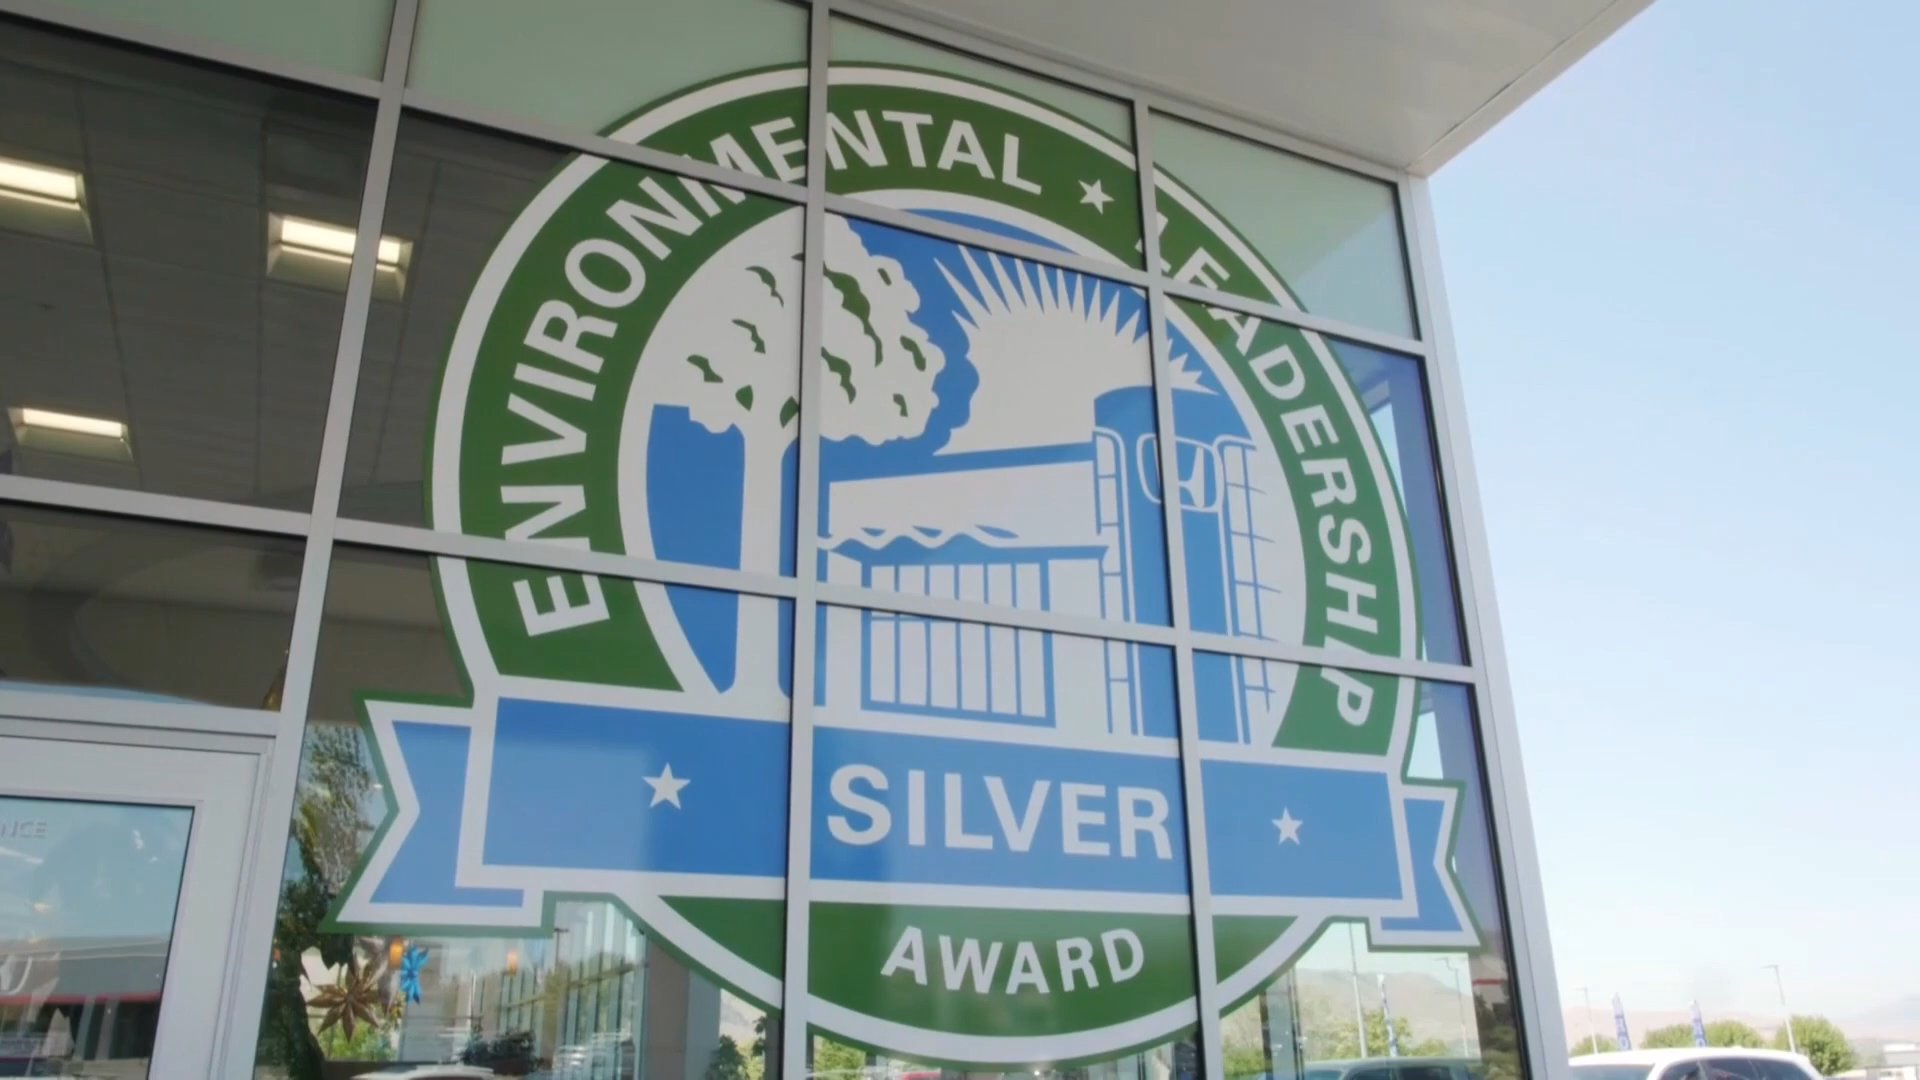 ENVIRONMENTAL ★ LEADERSHIP
★ SILVER ★
AWARD